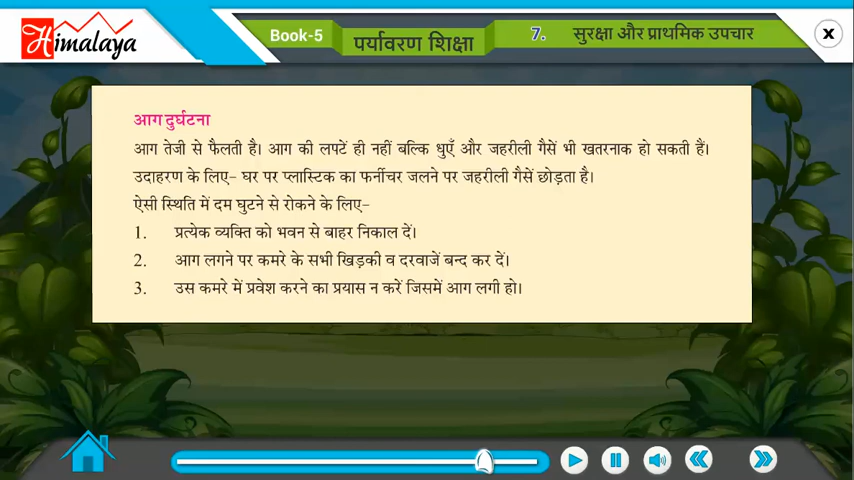 Himalaya
Book-5
पर्यावरण शिक्षा
7. सुरक्षा और प्राथमिक उपचार
X
आग दुर्घटना
आग तेजी से फैलती है। आग की लपटें ही नहीं बल्कि धुएँ और जहरीली गैसें भी खतरनाक हो सकती हैं।
उदाहरण के लिए- घर पर प्लास्टिक का फर्नीचर जलने पर जहरीली गैसें छोड़ता है।
ऐसी स्थिति में दम घुटने से रोकने के लिए-
1. प्रत्येक व्यक्ति को भवन से बाहर निकाल दें।
2. आग लगने पर कमरे के सभी खिड़की व दरवाजें बन्द कर दें।
3. उस कमरे में प्रवेश करने का प्रयास न करें जिसमें आग लगी हो।